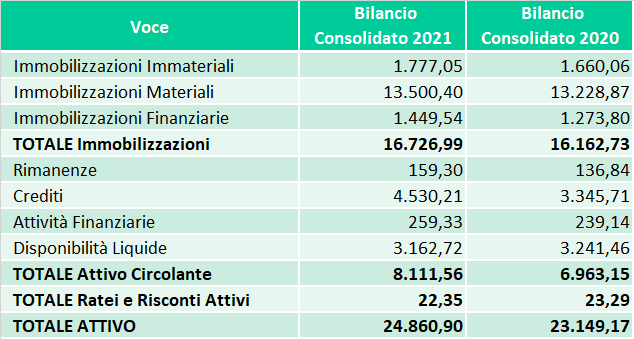 Voce Bilancio Consolidato 2021 Bilancio Consolidato 2020
Immobilizzazioni Immateriali 1.777,05 1.660,06
Immobilizzazioni Materiali 13.500,40 13.228,87
Immobilizzazioni Finanziarie 1.449,54 1.273,80
TOTALE Immobilizzazioni 16.726,99 16.162,73
Rimanenze 159,30 136,84
Crediti 4.530,21 3.345,71
Attività Finanziarie 259,33 239,14
Disponibilità Liquide 3.162,72 3.241,46
TOTALE Attivo Circolante 8.111,56 6.963,15
TOTALE Ratei e Risconti Attivi 22,35 23,29
TOTALE ATTIVO 24.860,90 23.149,17